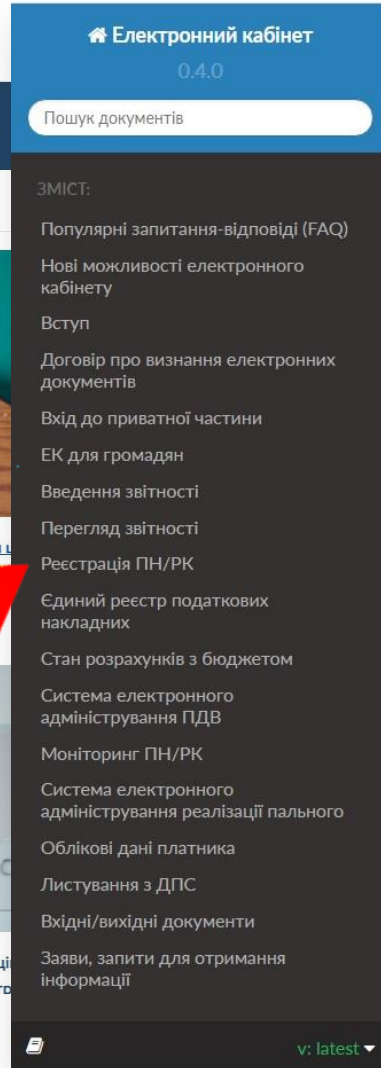 Електронний кабінет
0.4.0
Пошук документів
ЗМІСТ:
Популярні запитання-відповіді (FAQ)
Нові можливості електронного
кабінету
Вступ
Договір про визнання електронних
документів
Вхід до приватної частини
ЕК для громадян
Введення звітності
Перегляд звітності
Реєстрація ПН/РК
Єдиний реєстр податкових
накладних
Стан розрахунків з бюджетом
Система електронного
адміністрування ПДВ
Моніторинг ПН/РК
Система електронного
адміністрування реалізації пального
Облікові дані платника
Листування з ДПС
Вхідні/вихідні документи
Заяви, запити для отримання
інформації
v: latest